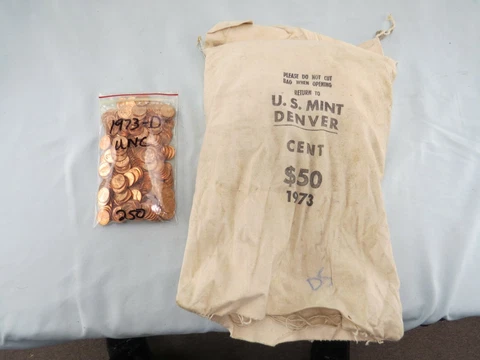 1973-D
UNC
250
PLEASE DO NOT CUT
BAG WHEN OPENING
RETURN TO
U.S. MINT
DENVER
CENT
$50
1973